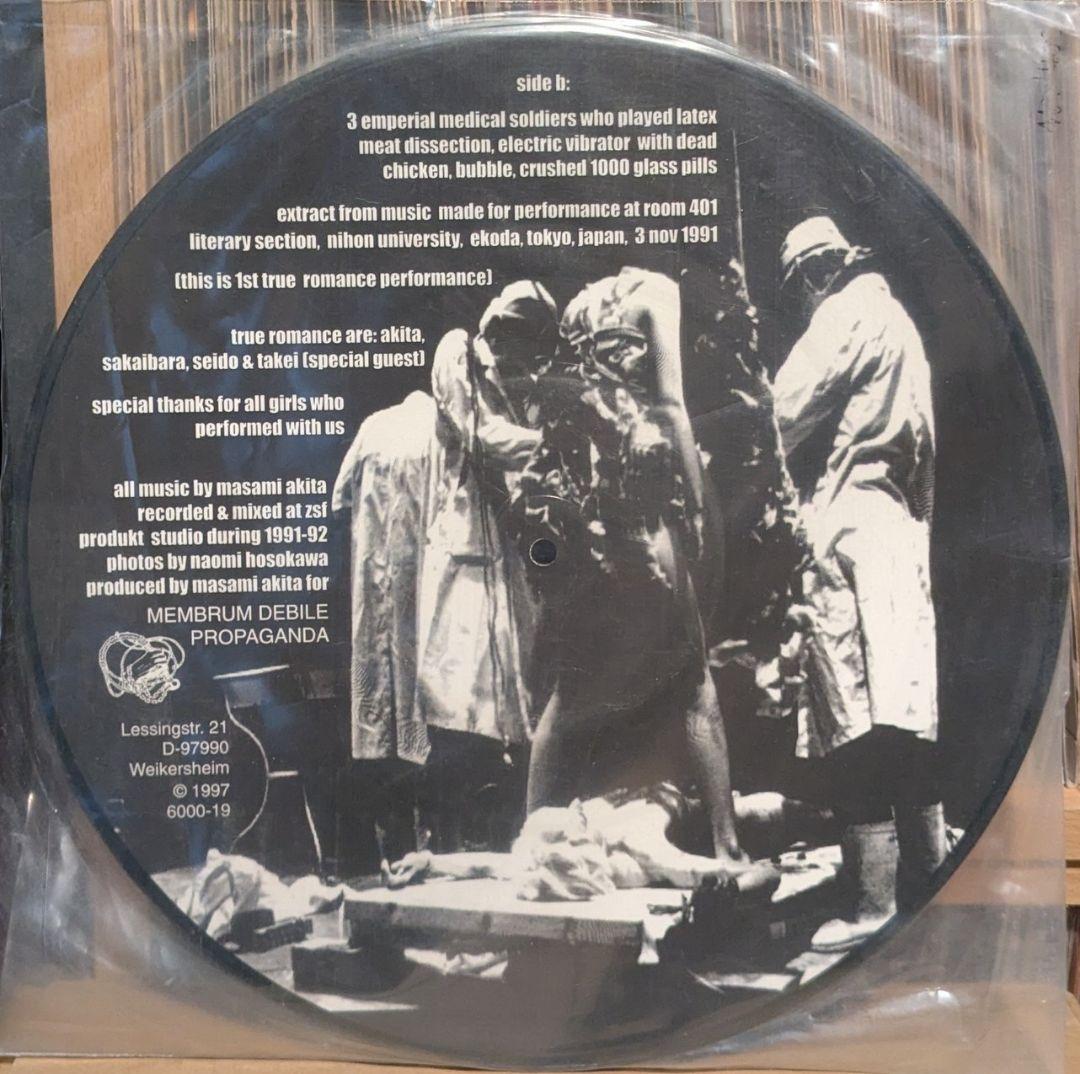 side b:
3 emperial medical soldiers who played latex
meat dissection, electric vibrator with dead
chicken, bubble, crushed 1000 glass pills
extract from music made for performance at room 401
literary section, nihon university, ekoda, tokyo, japan, 3 nov 1991
(this is 1st true romance performance)
true romance are: akita,
sakaibara, seido & takei (special guest)
special thanks for all girls who
performed with us
all music by masami akita
recorded & mixed at zsf
produkt studio during 1991-92
photos by naomi hosokawa
produced by masami akita for
MEMBRUM DEBILE
PROPAGANDA
Lessingstr. 21
D-97990
Weikersheim
© 1997
6000-19